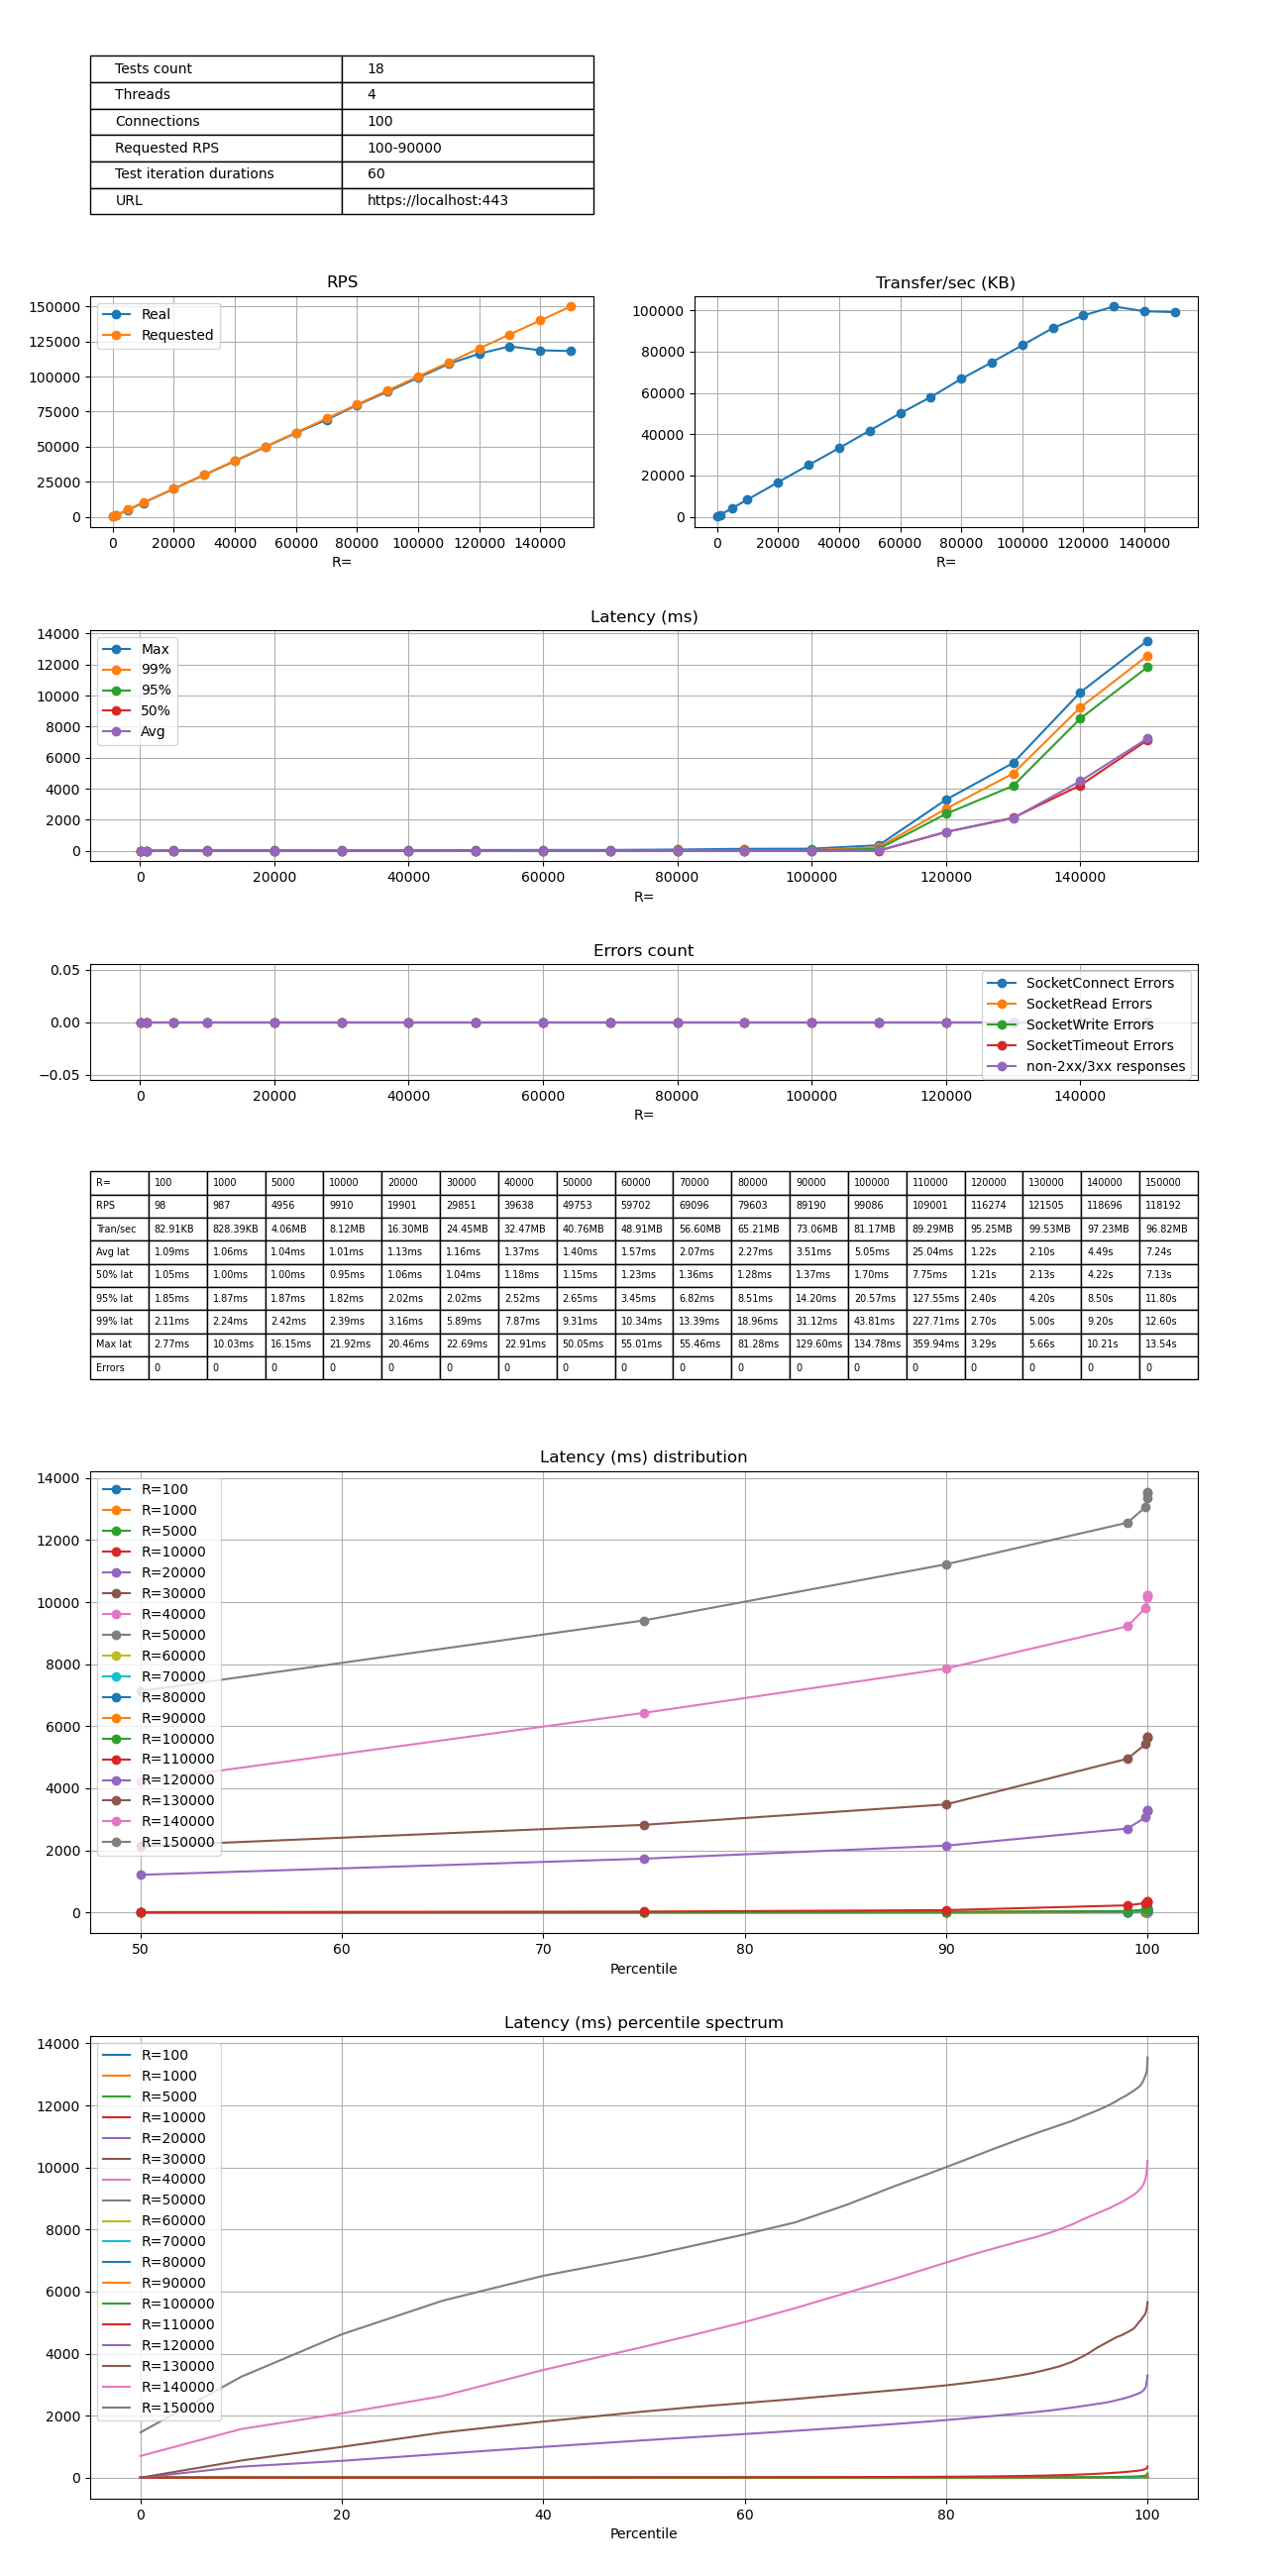 Tests count 18
Threads 4
Connections 100
Requested RPS 100-90000
Test iteration durations 60
URL https://localhost:443
RPS
150000
125000
100000
75000
50000
25000
0
Real
Requested
0 20000 40000 60000 80000 100000 120000 140000
R=
Transfer/sec (KB)
100000
80000
60000
40000
20000
0
0 20000 40000 60000 80000 100000 120000 140000
R=
Latency (ms)
14000
12000
10000
8000
6000
4000
2000
0
Max
99%
95%
50%
Avg
0 20000 40000 60000 80000 100000 120000 140000
R=
Errors count
0.05
0.00
−0.05
SocketConnect Errors
SocketRead Errors
SocketWrite Errors
SocketTimeout Errors
non-2xx/3xx responses
0 20000 40000 60000 80000 100000 120000 140000
R=
R= 100 1000 5000 10000 20000 30000 40000 50000 60000 70000 80000 90000 100000 110000 120000 130000 140000 150000
RPS 98 987 4956 9910 19901 29851 39638 49753 59702 69096 79603 89190 99086 109001 116274 121505 118696 118192
Tran/sec 82.91KB 828.39KB 4.06MB 8.12MB 16.30MB 24.45MB 32.47MB 40.76MB 48.91MB 56.60MB 65.21MB 73.06MB 81.17MB 89.29MB 95.25MB 99.53MB 97.23MB 96.82MB
Avg lat 1.09ms 1.06ms 1.04ms 1.01ms 1.13ms 1.16ms 1.37ms 1.40ms 1.57ms 2.07ms 2.27ms 3.51ms 5.05ms 25.04ms 1.22s 2.10s 4.49s 7.24s
50% lat 1.05ms 1.00ms 1.00ms 0.95ms 1.06ms 1.04ms 1.18ms 1.15ms 1.23ms 1.36ms 1.28ms 1.37ms 1.70ms 7.75ms 1.21s 2.13s 4.22s 7.13s
95% lat 1.85ms 1.87ms 1.87ms 1.82ms 2.02ms 2.02ms 2.52ms 2.65ms 3.45ms 6.82ms 8.51ms 14.20ms 20.57ms 127.55ms 2.40s 4.20s 8.50s 11.80s
99% lat 2.11ms 2.24ms 2.42ms 2.39ms 3.16ms 5.89ms 7.87ms 9.31ms 10.34ms 13.39ms 18.96ms 31.12ms 43.81ms 227.71ms 2.70s 5.00s 9.20s 12.60s
Max lat 2.77ms 10.03ms 16.15ms 21.92ms 20.46ms 22.69ms 22.91ms 50.05ms 55.01ms 55.46ms 81.28ms 129.60ms 134.78ms 359.94ms 3.29s 5.66s 10.21s 13.54s
Errors 0 0 0 0 0 0 0 0 0 0 0 0 0 0 0 0 0 0
Latency (ms) distribution
14000
12000
10000
8000
6000
4000
2000
0
R=100
R=1000
R=5000
R=10000
R=20000
R=30000
R=40000
R=50000
R=60000
R=70000
R=80000
R=90000
R=100000
R=110000
R=120000
R=130000
R=140000
R=150000
50 60 70 80 90 100
Percentile
Latency (ms) percentile spectrum
14000
12000
10000
8000
6000
4000
2000
0
R=100
R=1000
R=5000
R=10000
R=20000
R=30000
R=40000
R=50000
R=60000
R=70000
R=80000
R=90000
R=100000
R=110000
R=120000
R=130000
R=140000
R=150000
0 20 40 60 80 100
Percentile